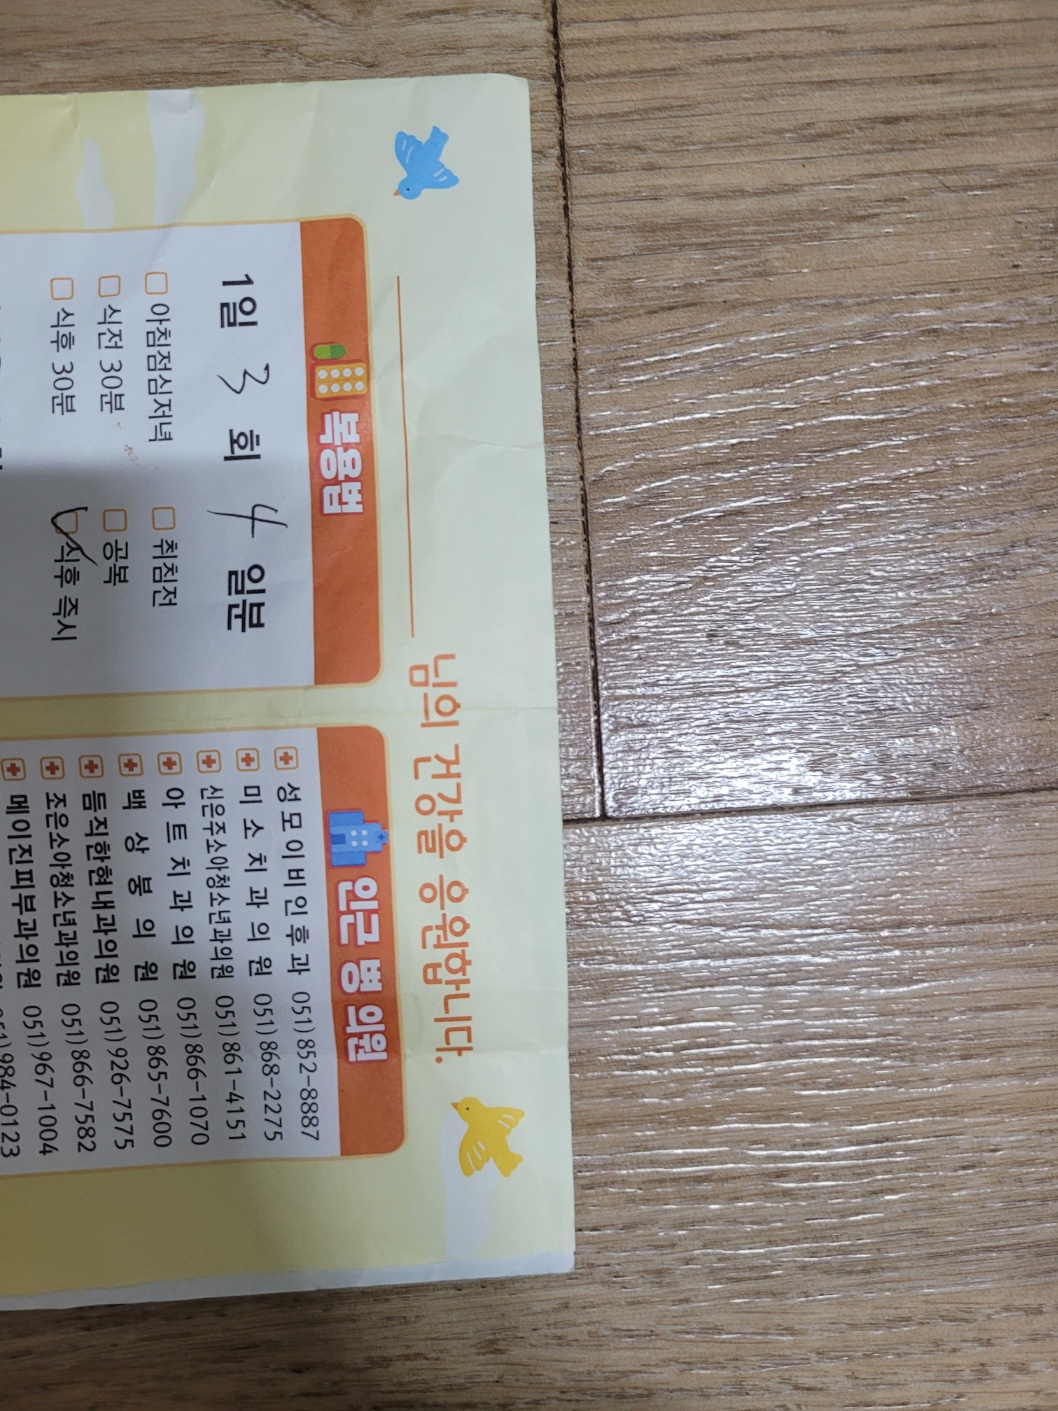 님의 건강을 응원합니다.
복용법
1일 3 회 4 일분
아침점심저녁 취침전
식전 30분 공복
식후 30분 식후 즉시
인근 병 의원
성모이비인후과 051)852-8887
미소치과의원 051)868-2275
신은주소아청소년과의원 051)861-4151
아트치과의원 051)866-1070
백상붕의원 051)865-7600
듬직한현내과의원 051)926-7575
조은소아청소년과의원 051)866-7582
메이진피부과의원 051)967-1004
051)984-0123